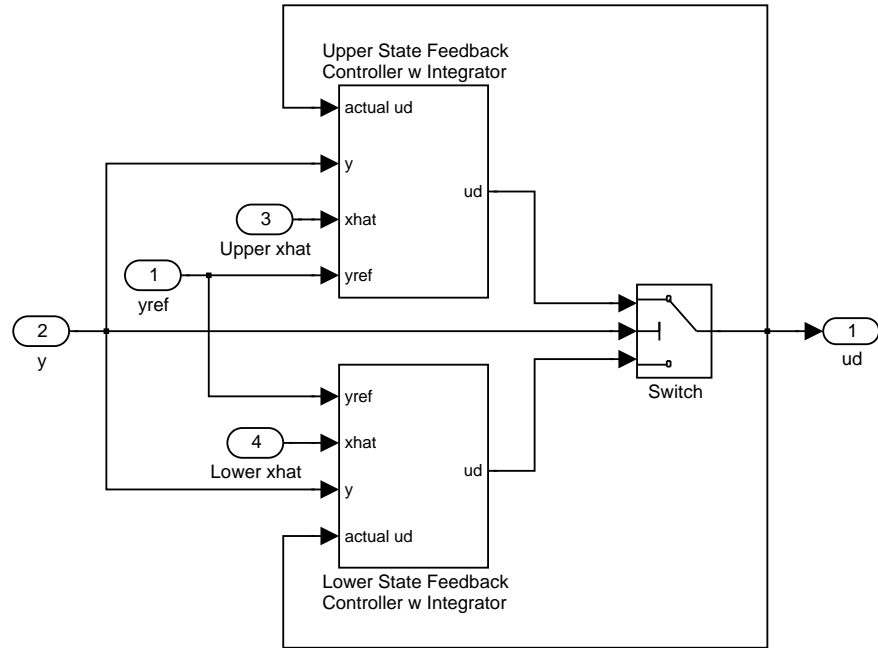 Upper State Feedback
Controller w Integrator
actual ud
y
ud
3
xhat
Upper xhat
1
yref
yref
2
y
1
ud
Switch
yref
4
xhat
Lower xhat
ud
y
actual ud
Lower State Feedback
Controller w Integrator